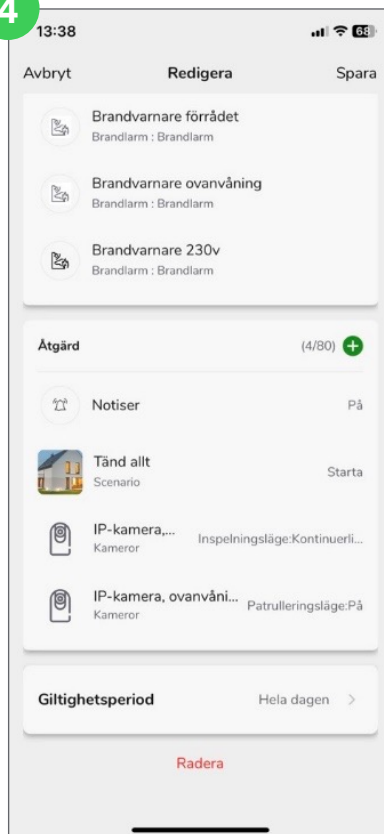 4
13:38
68
Avbryt Redigera Spara
Brandvarnare förrådet
Brandlarm : Brandlarm
Brandvarnare ovanvåning
Brandlarm : Brandlarm
Brandvarnare 230v
Brandlarm : Brandlarm
Åtgärd (4/80)
Notiser På
Tänd allt
Scenario
Starta
IP-kamera,...
Kameror
Inspelningsläge:Kontinuerli...
IP-kamera, ovanvåni...
Kameror
Patrulleringsläge:På
Giltighetsperiod Hela dagen
Radera